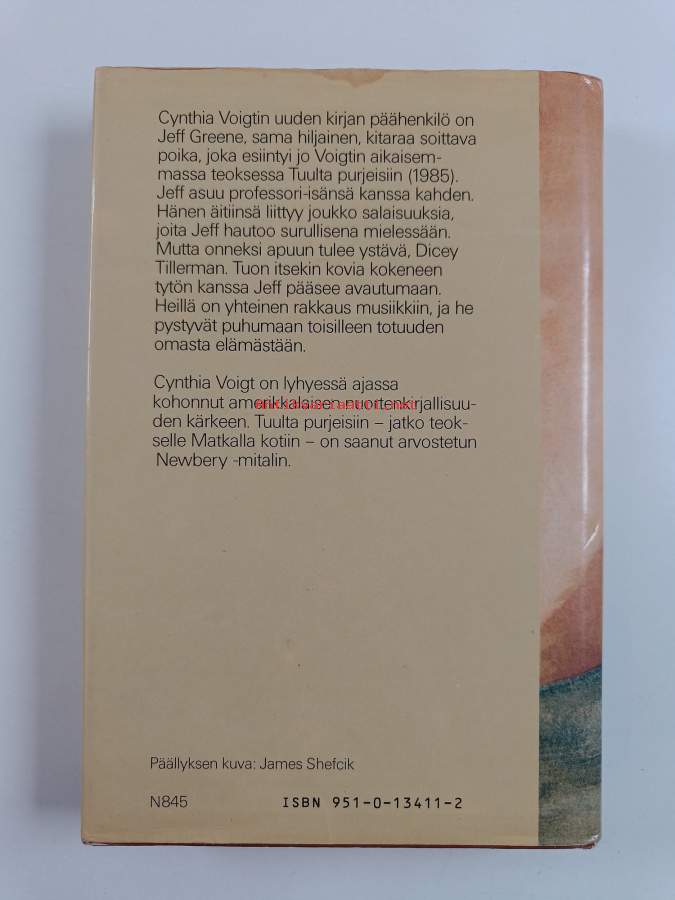 Cynthia Voigtin uuden kirjan päähenkilö on
Jeff Greene, sama hiljainen, kitaraa soittava
poika, joka esiintyi jo Voigtin aikaisem-
massa teoksessa Tuulta purjeisiin (1985).
Jeff asuu professori-isänsä kanssa kahden.
Hänen äitiinsä liittyy joukko salaisuuksia,
joita Jeff hautoo surullisena mielessään.
Mutta onneksi apuun tulee ystävä, Dicey
Tillerman. Tuon itsekin kovia kokeneen
tytön kanssa Jeff pääsee avautumaan.
Heillä on yhteinen rakkaus musiikkiin, ja he
pystyvät puhumaan toisilleen totuuden
omasta elämästään.
Cynthia Voigt on lyhyessä ajassa
kohonnut amerikkalaisen nuortenkirjallisuu-
antikvariaatti.net
den kärkeen. Tuulta purjeisiin – jatko teok-
selle Matkalla kotiin – on saanut arvostetun
Newbery -mitalin.
Päällyksen kuva: James Shefcik
N845 ISBN 951-0-13411-2